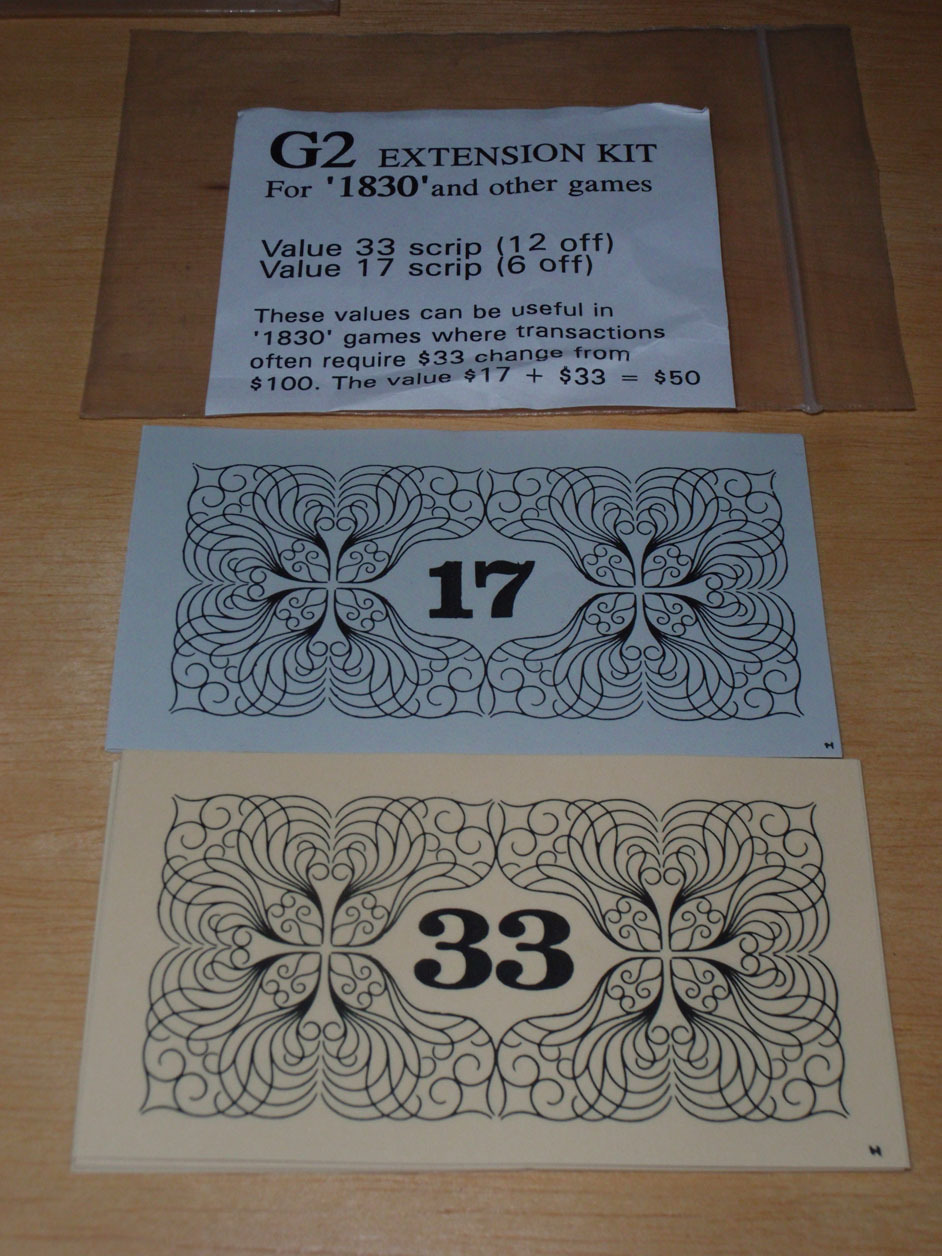 G2 EXTENSION KIT
For '1830' and other games
Value 33 scrip (12 off)
Value 17 scrip (6 off)
These values can be useful in
'1830' games where transactions
often require $33 change from
$100. The value $17 + $33 = $50
17
33